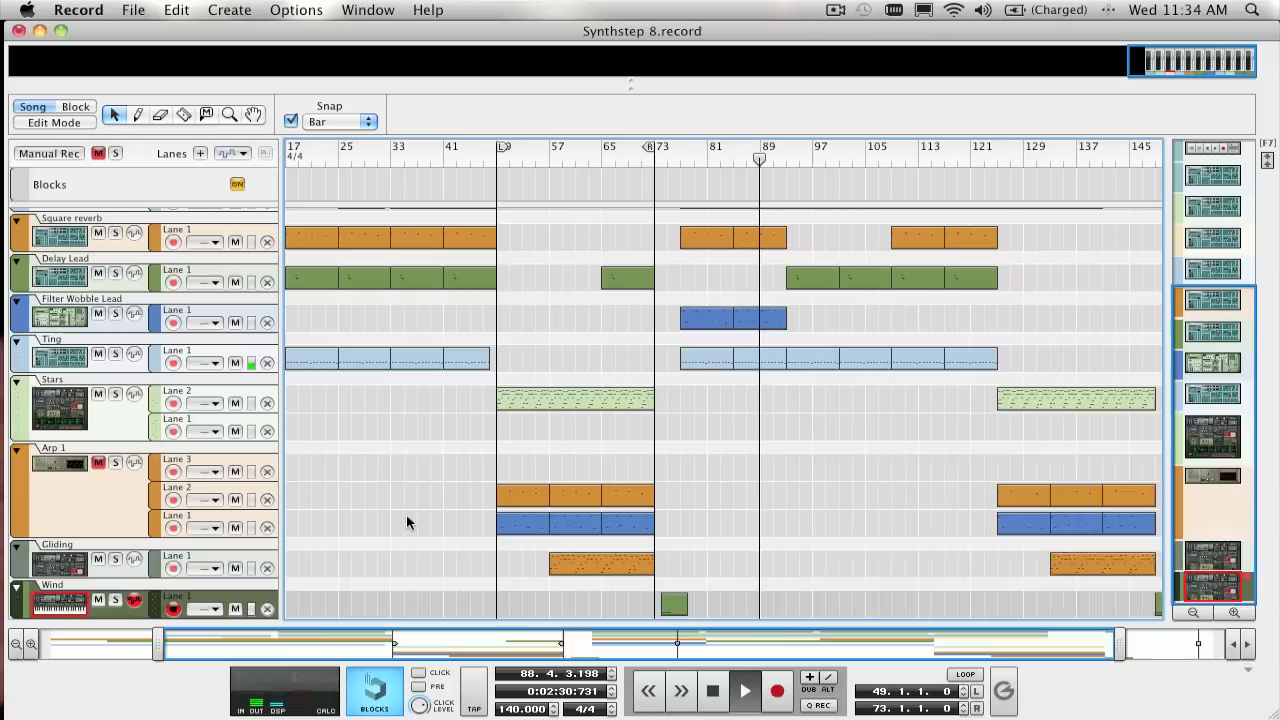 Record File Edit Create Options Window Help (Charged) Wed 11:34 AM
Synthstep 8.record
Song Block
Edit Mode
Snap
Bar
Manual Rec M S Lanes +
17 25 33 41 L 57 65 R 73 81 89 97 105 113 121 129 137 145
4/4
[F7]
Blocks ON
Square reverb
M S Lane 1 M
Delay Lead
M S Lane 1 M
Filter Wobble Lead
M S Lane 1 M
Ting
M S Lane 1 M
Stars
M S Lane 2 M
Lane 1 M
Arp 1
M S Lane 3 M
Lane 2 M
Lane 1 M
Gliding
M S Lane 1 M
Wind
M S Lane 1 M
IN OUT DSP CALC
BLOCKS
CLICK
PRE
CLICK LEVEL
TAP
88. 4. 3.198
0:02:30:731
140.000 4/4
DUB ALT
Q REC
LOOP
49. 1. 1. 0 L
73. 1. 1. 0 R